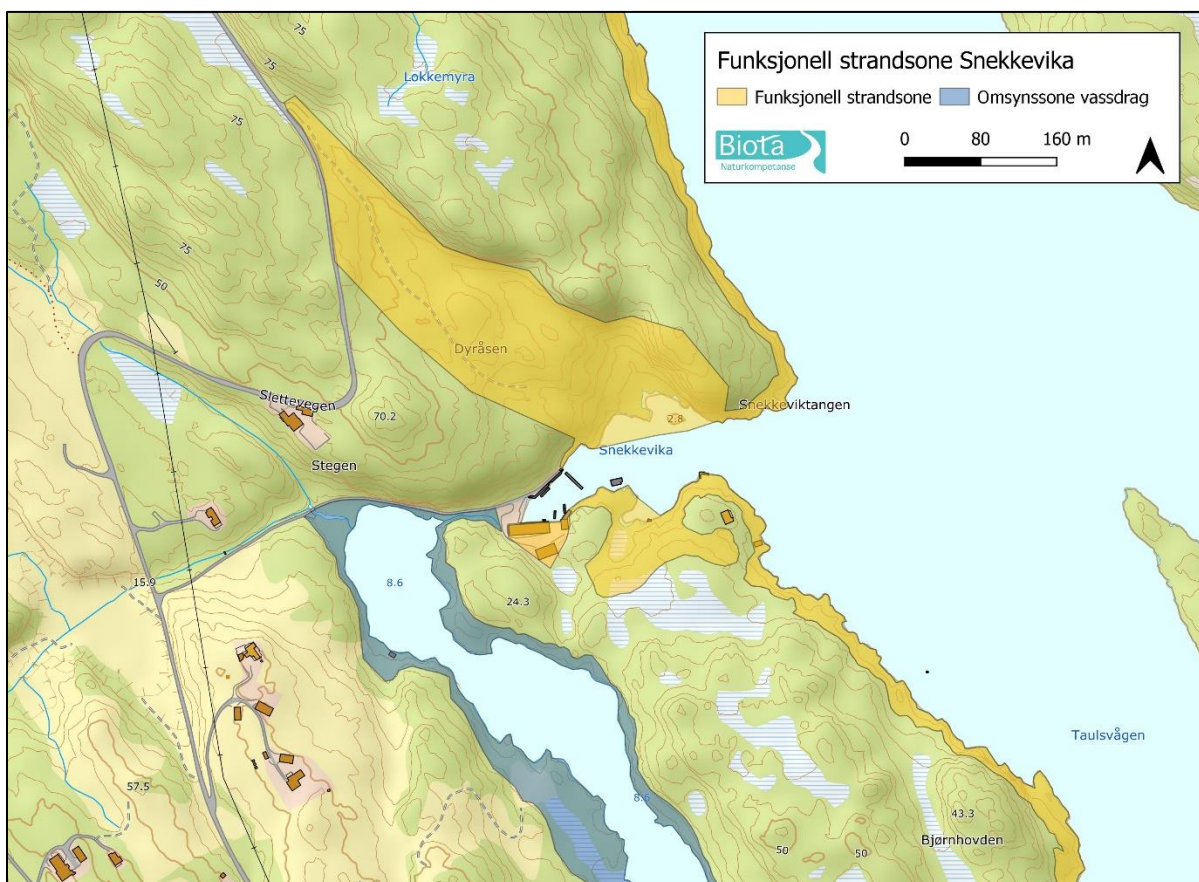 Funksjonell strandsone Snekkevika
Funksjonell strandsone
Omsynssone vassdrag
Biota
Naturkompetanse
0 80 160 m
75
75
Lokkemyra
75
75
50
Dyråsen
Slettevegen
70.2
2.8
Snekkeviktangen
Snekkevika
Stegen
8.6
15.9
24.3
57.5
8.6
Taulsvågen
43.3
Bjørnhovden
50
50